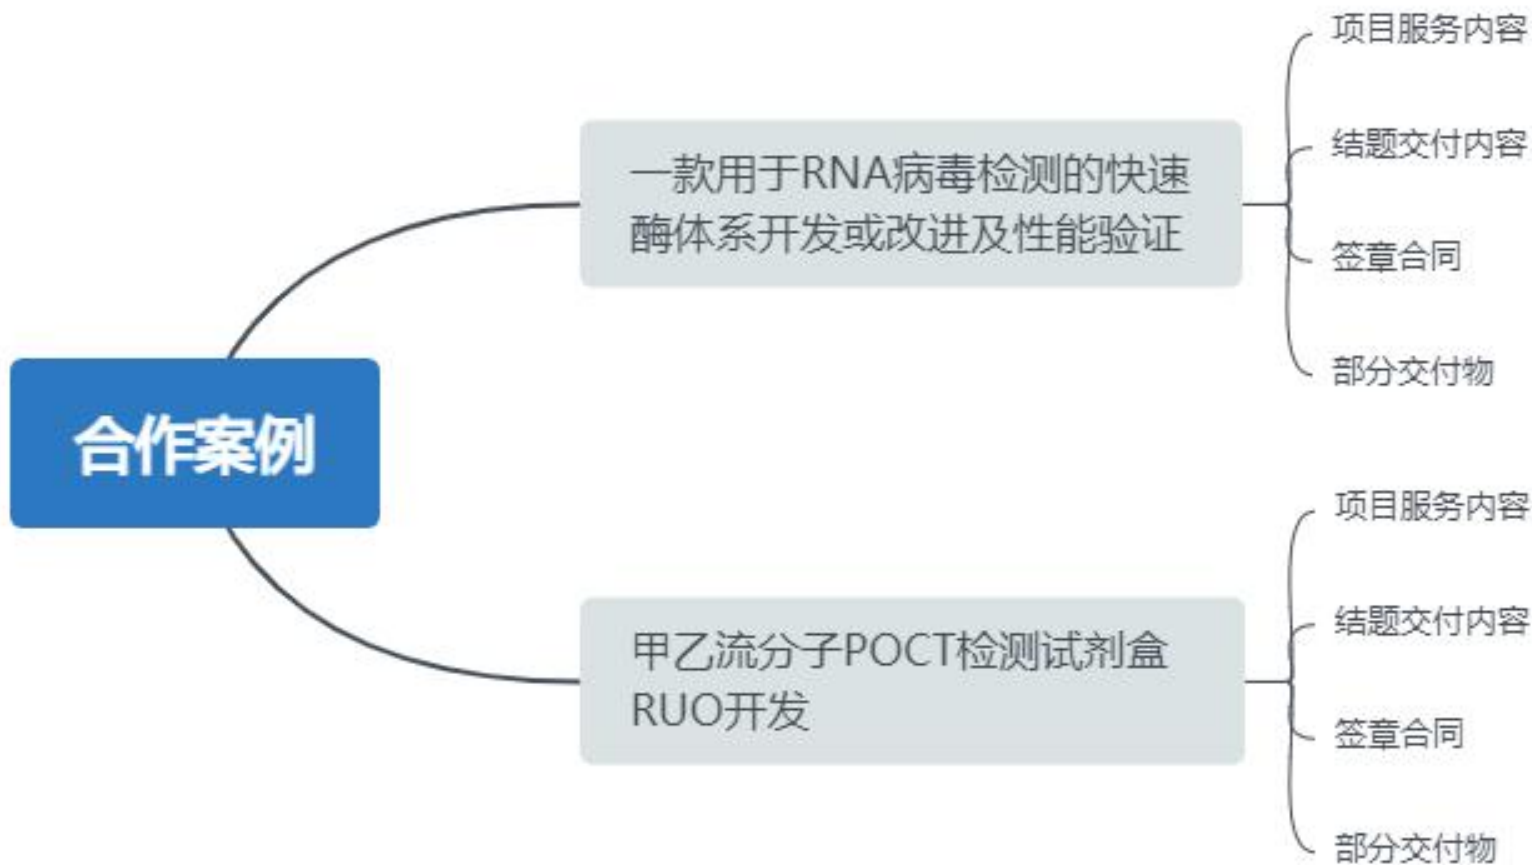 合作案例
一款用于RNA病毒检测的快速
酶体系开发或改进及性能验证
项目服务内容
结题交付内容
签章合同
部分交付物
甲乙流分子POCT检测试剂盒
RUO开发
项目服务内容
结题交付内容
签章合同
部分交付物